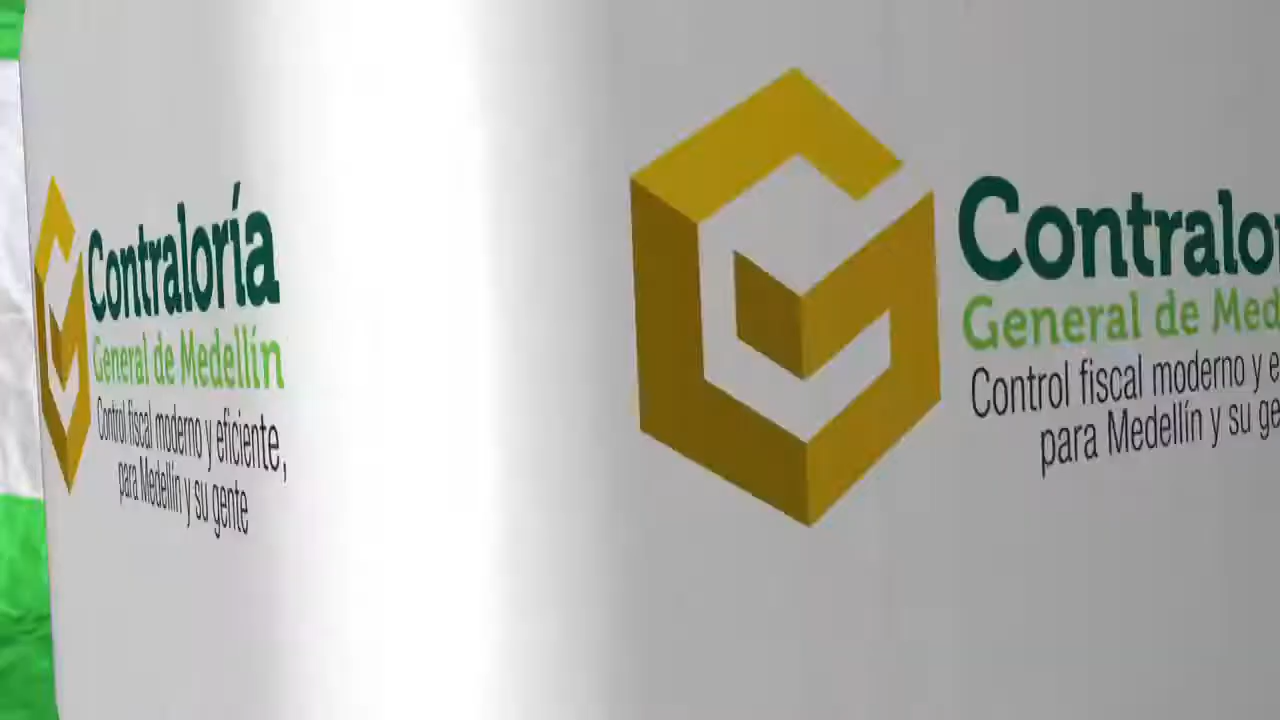 Contraloría
General de Medellín
Control fiscal moderno y eficiente,
para Medellín y su gente
Contralo
General de Med
Control fiscal moderno y e
para Medellín y su ge